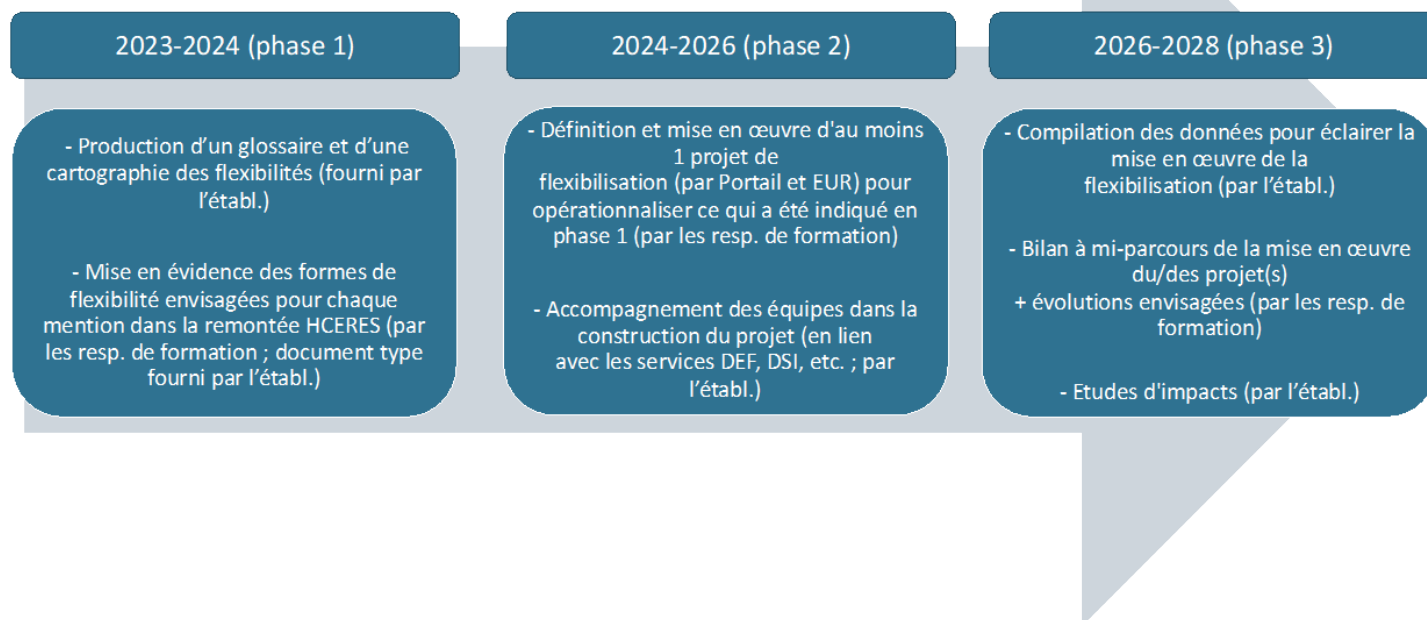 2023-2024 (phase 1)
- Production d'un glossaire et d'une
cartographie des flexibilités (fourni par
l'établ.)
- Mise en évidence des formes de
flexibilité envisagées pour chaque
mention dans la remontée HCERES (par
les resp. de formation ; document type
fourni par l'établ.)
2024-2026 (phase 2)
- Définition et mise en œuvre d'au moins
1 projet de
flexibilisation (par Portail et EUR) pour
opérationnaliser ce qui a été indiqué en
phase 1 (par les resp. de formation)
- Accompagnement des équipes dans la
construction du projet (en lien
avec les services DEF, DSI, etc. ; par
l'établ.)
2026-2028 (phase 3)
- Compilation des données pour éclairer la
mise en œuvre de la
flexibilisation (par l'établ.)
- Bilan à mi-parcours de la mise en œuvre
du/des projet(s)
+ évolutions envisagées (par les resp. de
formation)
- Etudes d'impacts (par l'établ.)